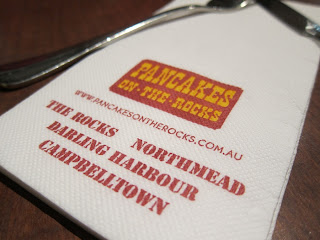 PANCAKES
ON·THE·ROCKS
WWW.PANCAKESONTHEROCKS.COM.AU
THE ROCKS NORTHMEAD
DARLING HARBOUR
CAMPBELLTOWN